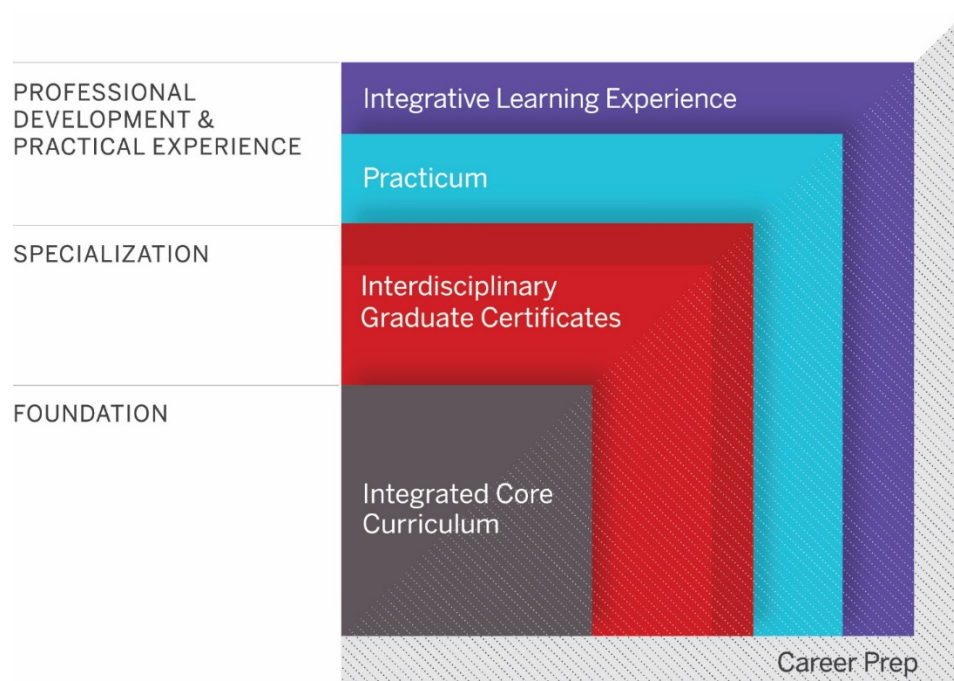 PROFESSIONAL
DEVELOPMENT &
PRACTICAL EXPERIENCE
Integrative Learning Experience
Practicum
SPECIALIZATION
Interdisciplinary
Graduate Certificates
FOUNDATION
Integrated Core
Curriculum
Career Prep